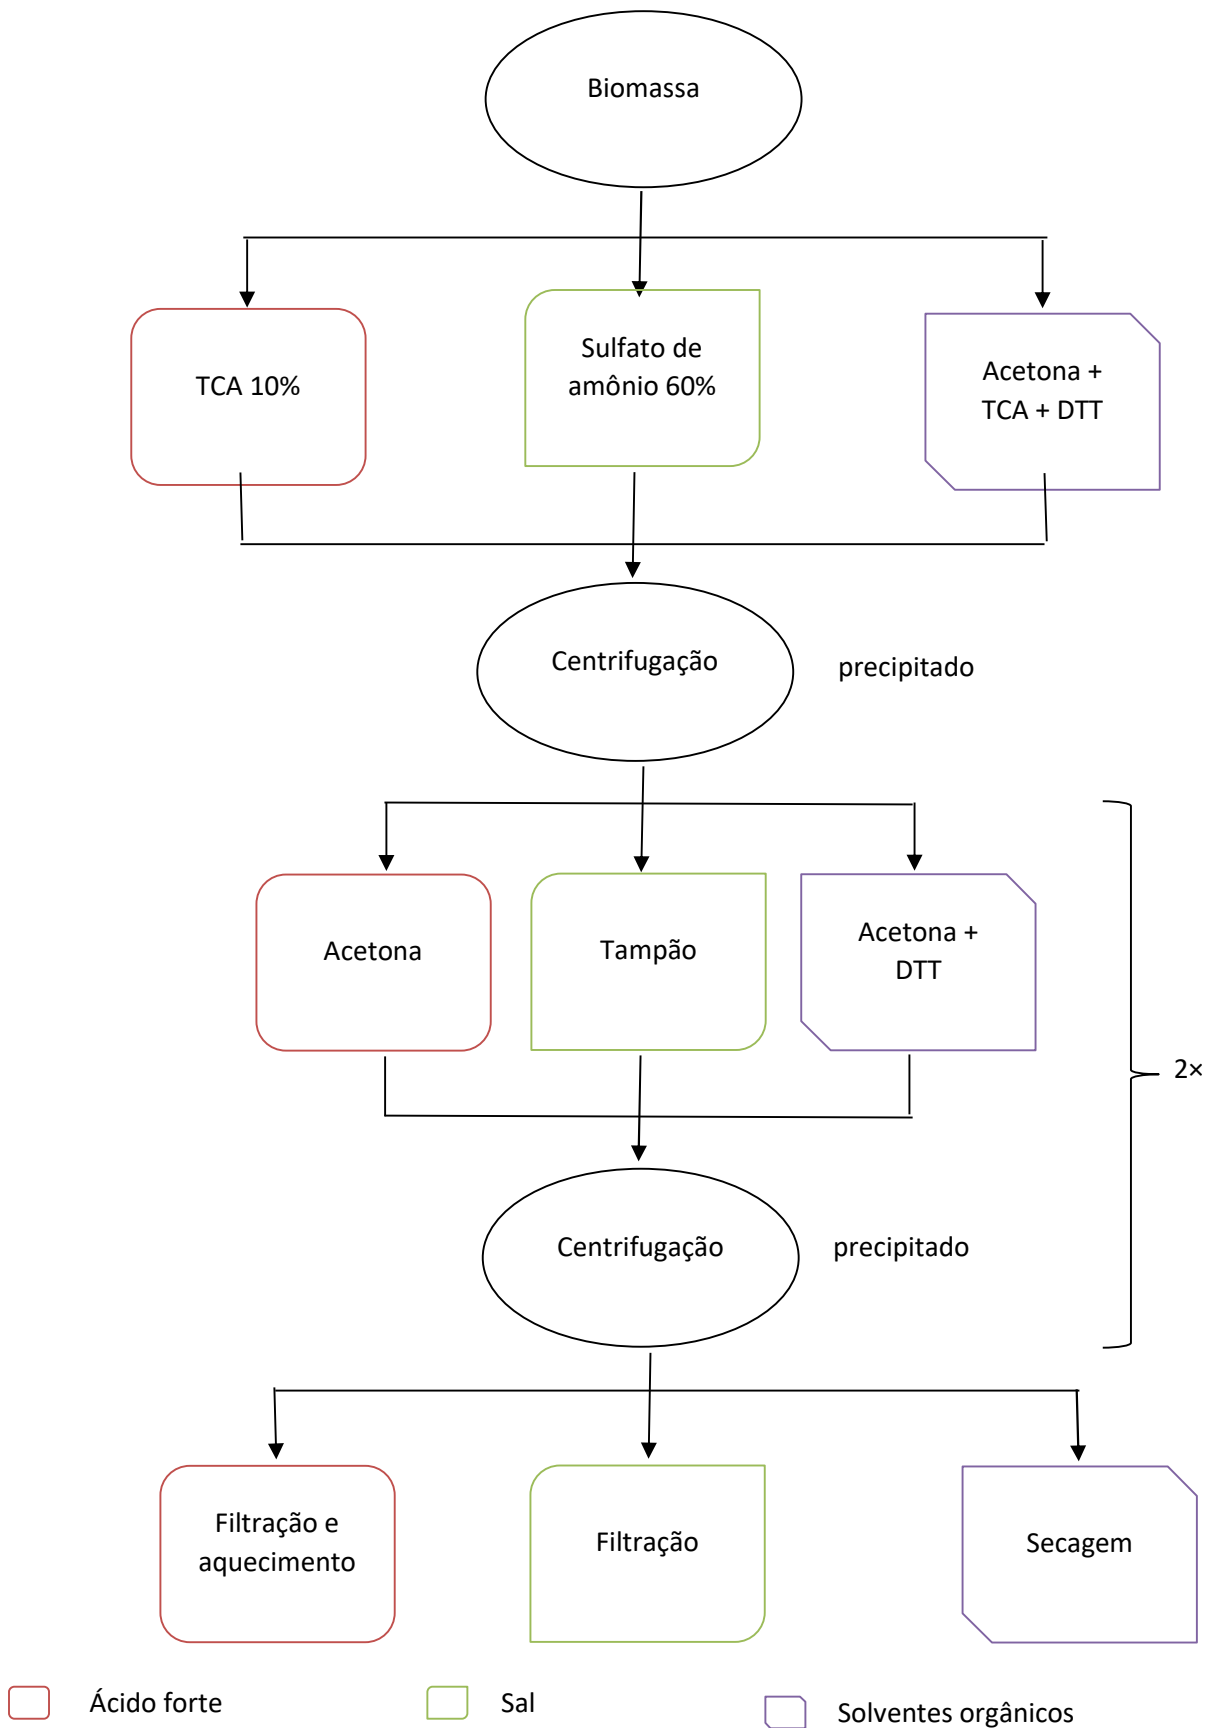 Biomassa
TCA 10%
Sulfato de
amônio 60%
Acetona +
TCA + DTT
Centrifugação
precipitado
Acetona
Tampão
Acetona +
DTT
2×
Centrifugação
precipitado
Filtração e
aquecimento
Filtração
Secagem
Ácido forte
Sal
Solventes orgânicos